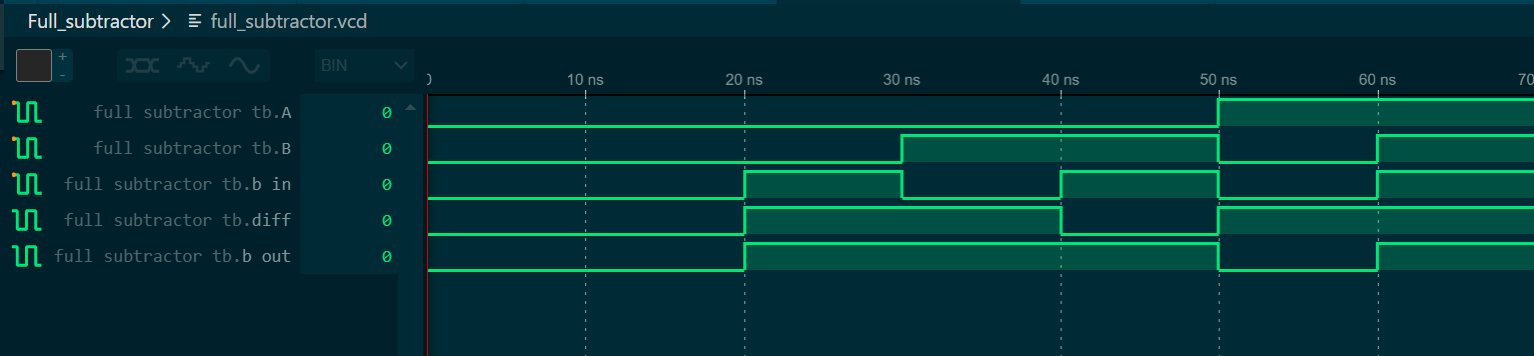 Full_subtractor > full_subtractor.vcd
+
-
BIN
0 10 ns 20 ns 30 ns 40 ns 50 ns 60 ns 70
full subtractor tb.A 0
full subtractor tb.B 0
full subtractor tb.b in 0
full subtractor tb.diff 0
full subtractor tb.b out 0